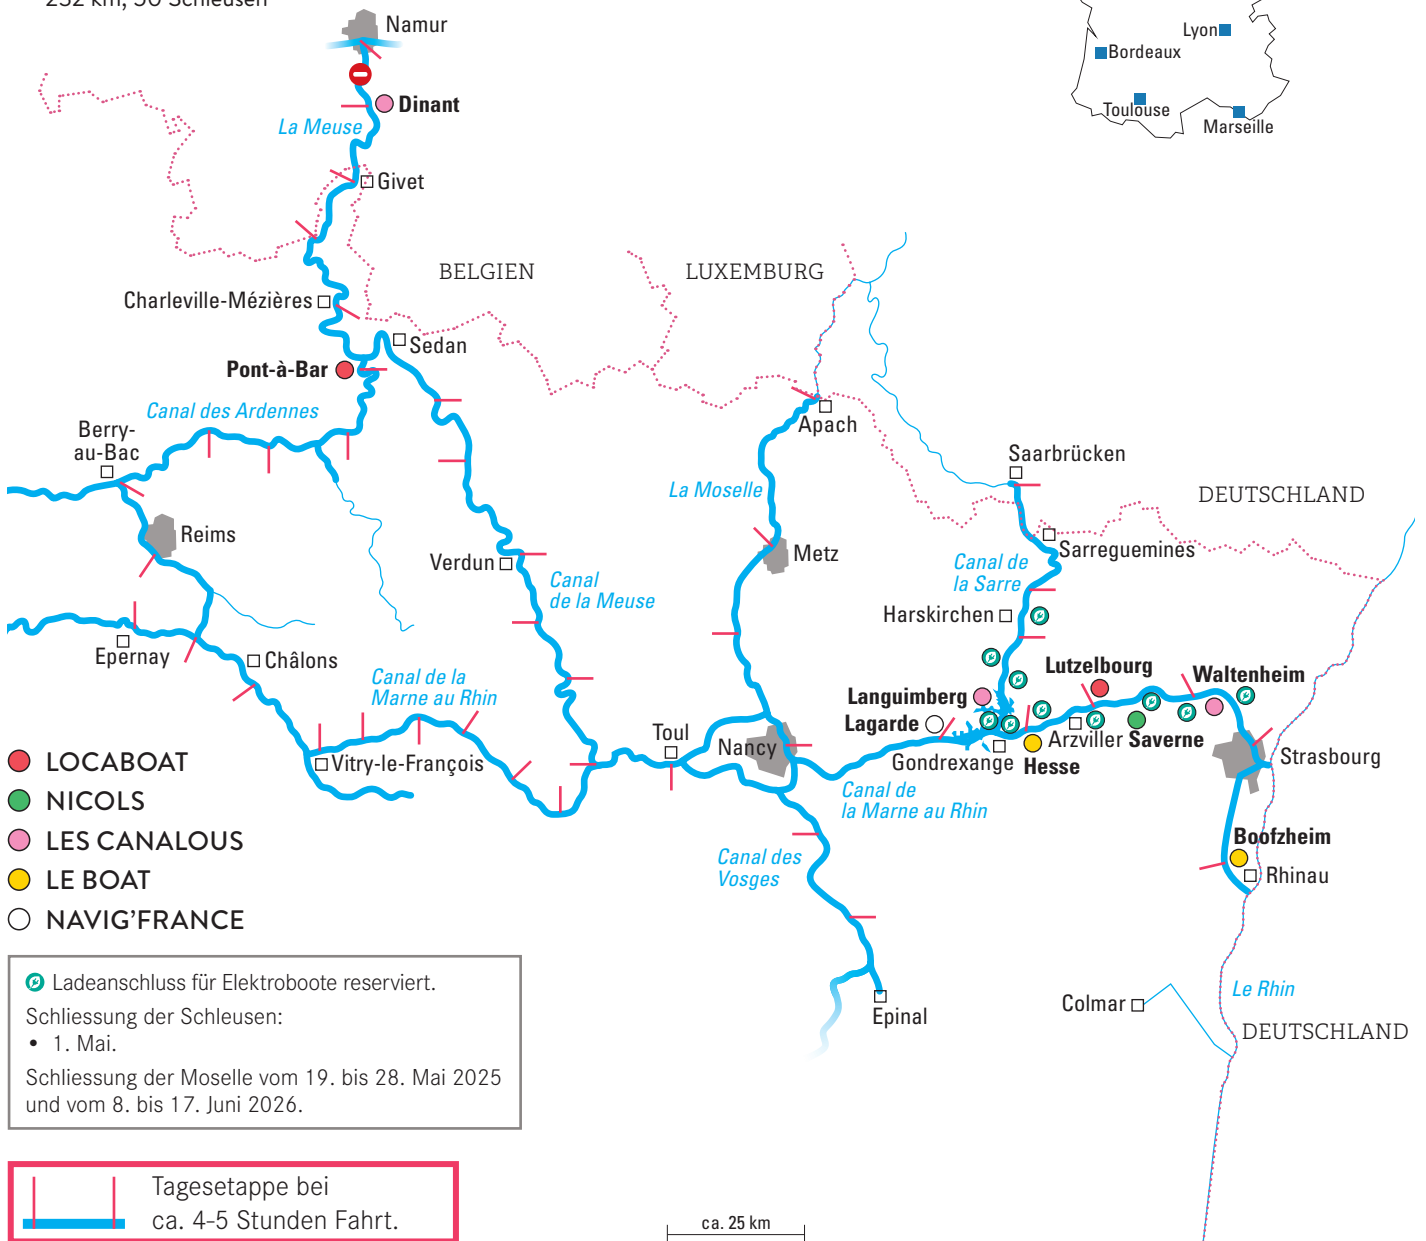 232 km, 50 Schleusen
Namur
Lyon
Bordeaux
Toulouse
Marseille
Dinant
La Meuse
Givet
BELGIEN
LUXEMBURG
Charleville-Mézières
Sedan
Pont-à-Bar
Canal des Ardennes
Berry-
au-Bac
Apach
Saarbrücken
DEUTSCHLAND
La Moselle
Reims
Metz
Sarreguemines
Verdun
Canal
de la Meuse
Canal de
la Sarre
Harskirchen
Epernay
Châlons
Canal de la
Marne au Rhin
Lutzelbourg
Waltenheim
Languimberg
Lagarde
Toul
Nancy
Arzviller
Saverne
Gondrexange
Hesse
Strasbourg
Vitry-le-François
Canal de
la Marne au Rhin
LOCABOAT
NICOLS
LES CANALOUS
LE BOAT
NAVIG'FRANCE
Canal des
Vosges
Boofzheim
Rhinau
Ladeanschluss für Elektroboote reserviert.
Schliessung der Schleusen:
• 1. Mai.
Schliessung der Moselle vom 19. bis 28. Mai 2025
und vom 8. bis 17. Juni 2026.
Epinal
Colmar
Le Rhin
DEUTSCHLAND
Tagesetappe bei
ca. 4-5 Stunden Fahrt.
ca. 25 km